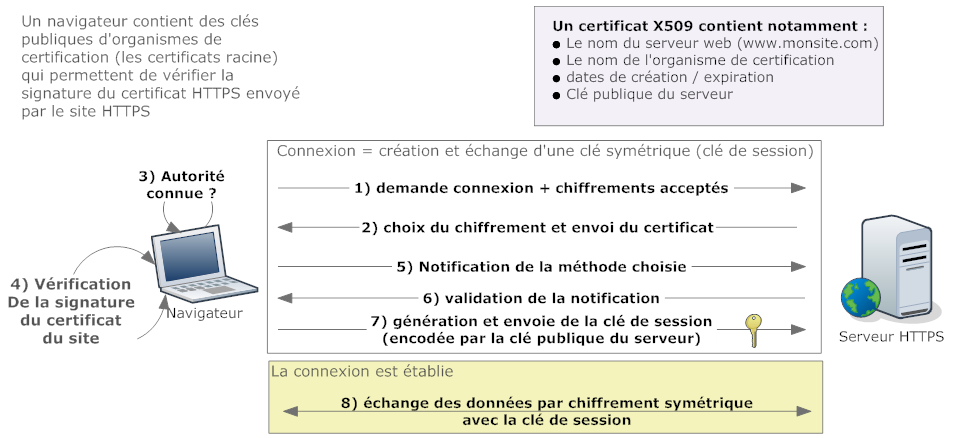 Un navigateur contient des clés
publiques d'organismes de
certification (les certificats racine)
qui permettent de vérifier la
signature du certificat HTTPS envoyé
par le site HTTPS
Un certificat X509 contient notamment :
● Le nom du serveur web (www.monsite.com)
● Le nom de l'organisme de certification
● dates de création / expiration
● Clé publique du serveur
Connexion = création et échange d'une clé symétrique (clé de session)
3) Autorité
connue ?
1) demande connexion + chiffrements acceptés
2) choix du chiffrement et envoi du certificat
4) Vérification
De la signature
du certificat
du site
Navigateur
5) Notification de la méthode choisie
6) validation de la notification
7) génération et envoie de la clé de session
(encodée par la clé publique du serveur)
Serveur HTTPS
La connexion est établie
8) échange des données par chiffrement symétrique
avec la clé de session